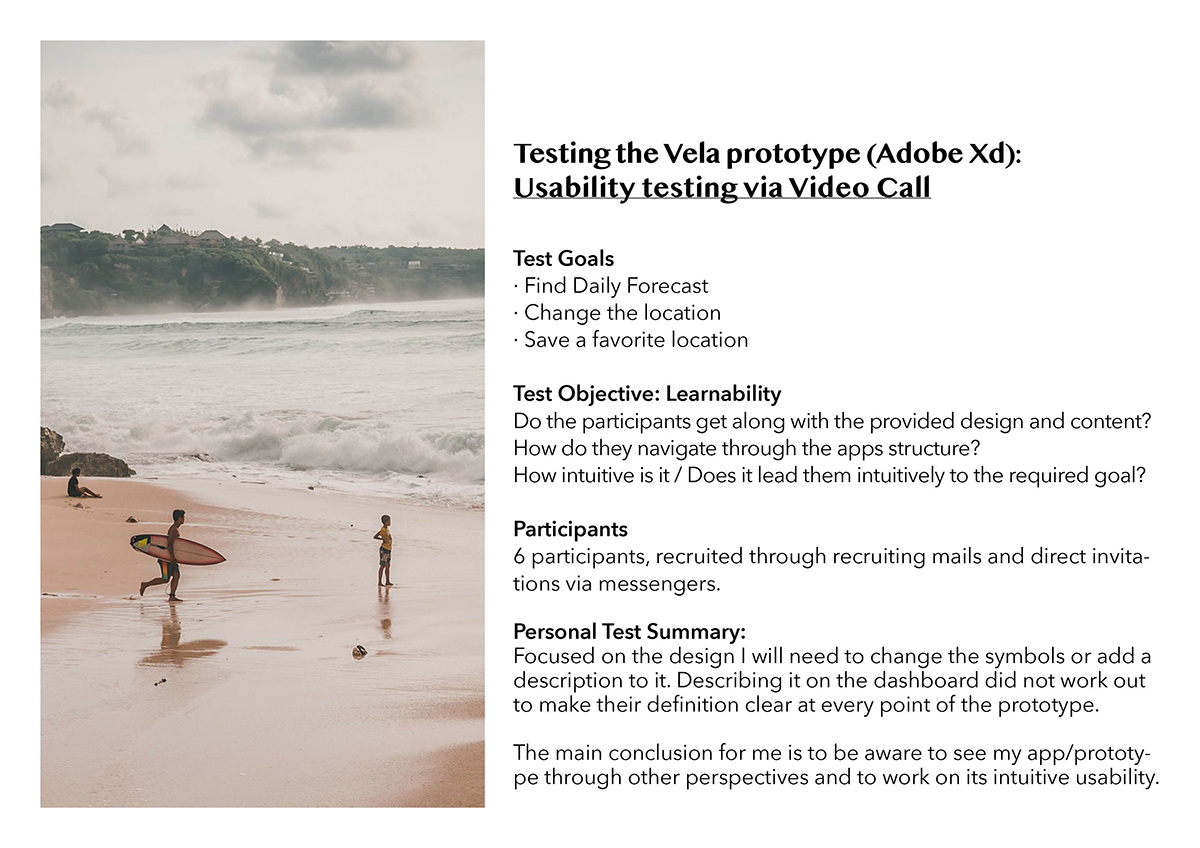 Testing the Vela prototype (Adobe Xd):
Usability testing via Video Call
Test Goals
· Find Daily Forecast
· Change the location
· Save a favorite location
Test Objective: Learnability
Do the participants get along with the provided design and content?
How do they navigate through the apps structure?
How intuitive is it / Does it lead them intuitively to the required goal?
Participants
6 participants, recruited through recruiting mails and direct invita-
tions via messengers.
Personal Test Summary:
Focused on the design I will need to change the symbols or add a
description to it. Describing it on the dashboard did not work out
to make their definition clear at every point of the prototype.
The main conclusion for me is to be aware to see my app/prototy-
pe through other perspectives and to work on its intuitive usability.